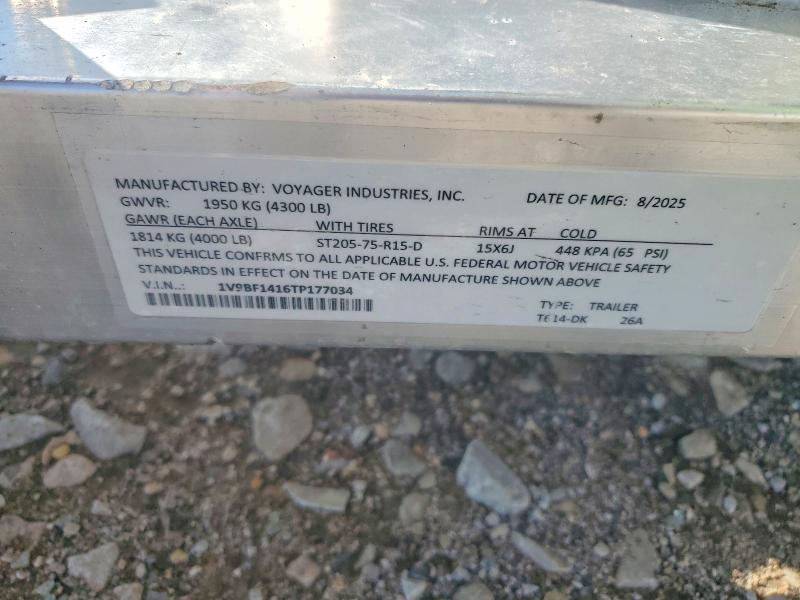 MANUFACTURED BY: VOYAGER INDUSTRIES, INC. DATE OF MFG: 8/2025
GWVR: 1950 KG (4300 LB)
GAWR (EACH AXLE) WITH TIRES RIMS AT COLD
1814 KG (4000 LB) ST205-75-R15-D 15X6J 448 KPA (65 PSI)
THIS VEHICLE CONFRMS TO ALL APPLICABLE U.S. FEDERAL MOTOR VEHICLE SAFETY
STANDARDS IN EFFECT ON THE DATE OF MANUFACTURE SHOWN ABOVE
V.I.N..: 1V9BF1416TP177034
TYPE: TRAILER
26A